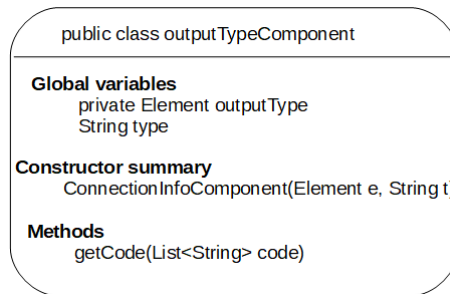 public class outputTypeComponent
Global variables
private Element outputType
String type
Constructor summary
ConnectionInfoComponent(Element e, String t)
Methods
getCode(List<String> code)